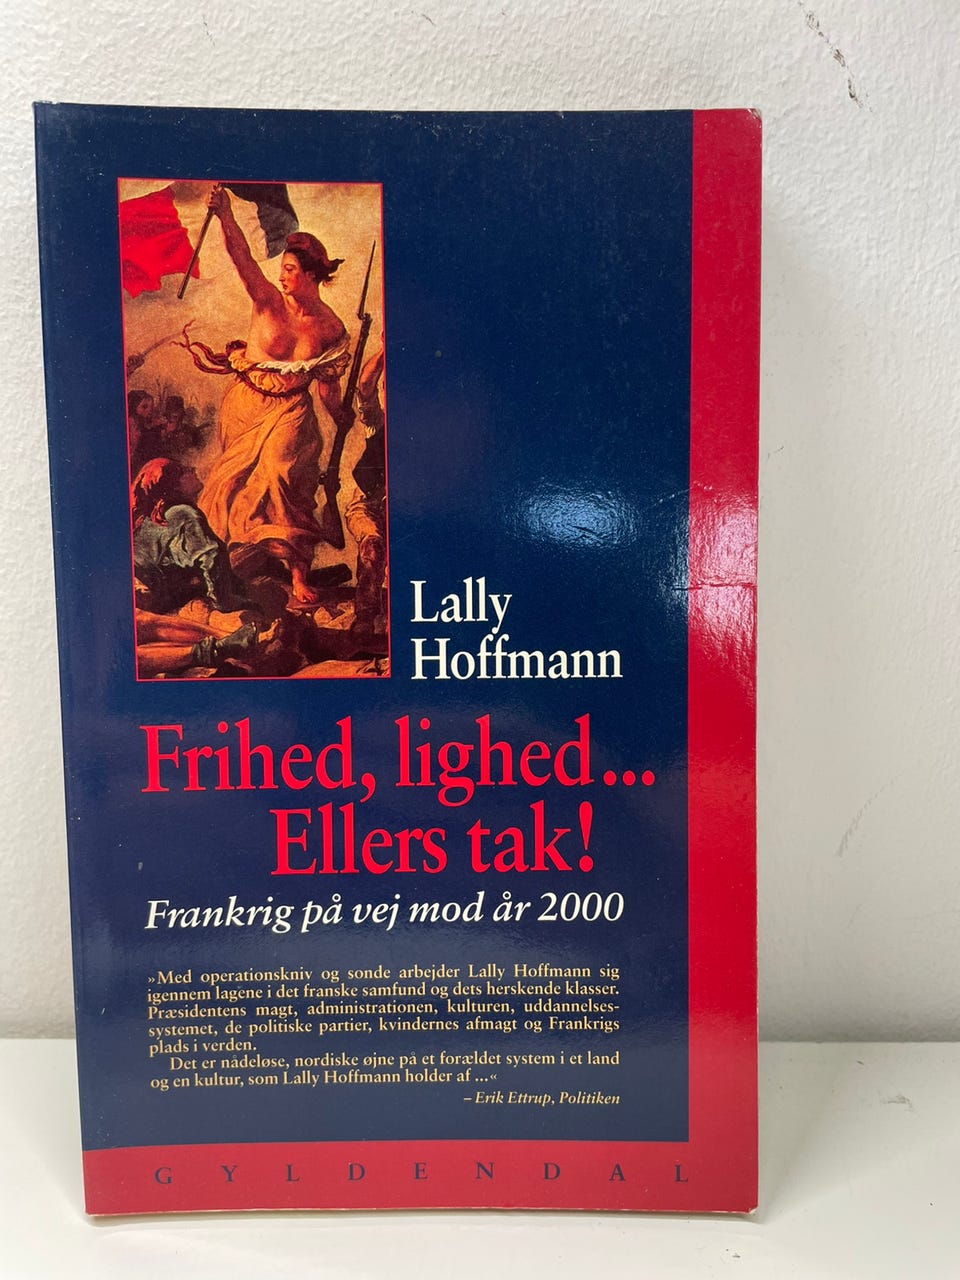 Lally
Hoffmann
Frihed, lighed...
Ellers tak!
Frankrig på vej mod år 2000
»Med operationskniv og sonde arbejder Lally Hoffmann sig
igennem lagene i det franske samfund og dets herskende klasser.
Præsidentens magt, administrationen, kulturen, uddannelses-
systemet, de politiske partier, kvindernes afmagt og Frankrigs
plads i verden.
Det er nådeløse, nordiske øjne på et forældet system i et land
og en kultur, som Lally Hoffmann holder af ...«
– Erik Ettrup, Politiken
GYLDENDAL